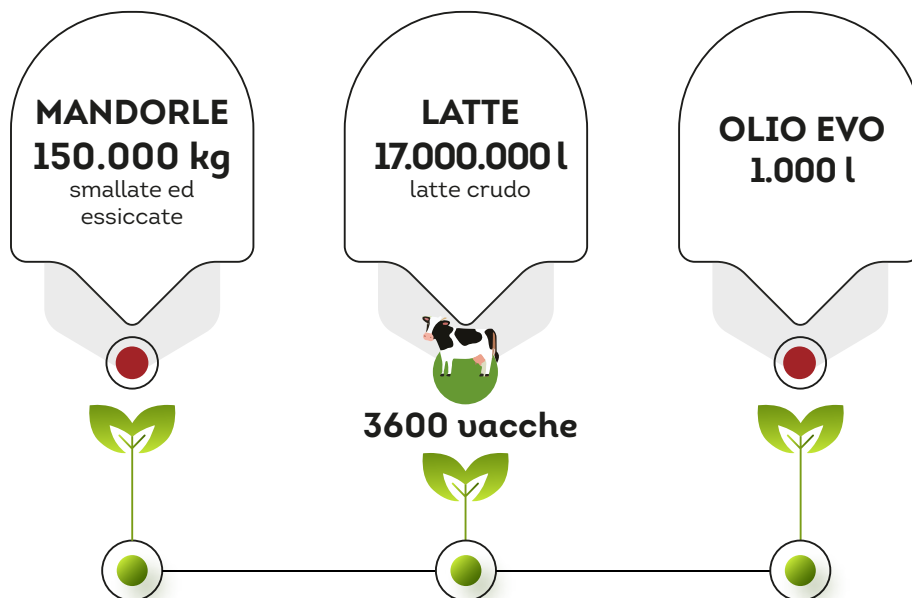 MANDORLE
150.000 kg
smallate ed
essiccate
LATTE
17.000.000 l
latte crudo
3600 vacche
OLIO EVO
1.000 l